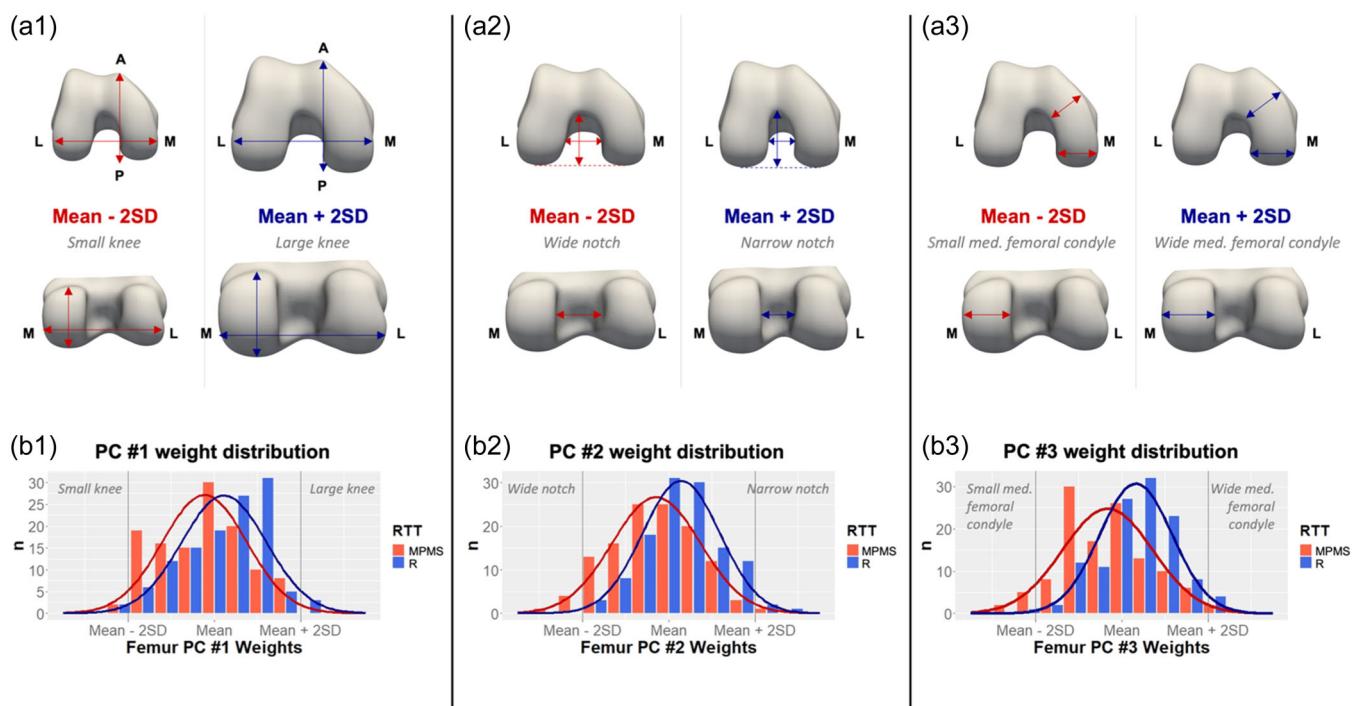 (a1)
A
L
M
P
A
L
M
P
Mean - 2SD
Mean + 2SD
Small knee
Large knee
M
L
M
L
(b1)
PC #1 weight distribution
Small knee
Large knee
n
30
25
20
15
10
5
0
Mean - 2SD
Mean
Mean + 2SD
Femur PC #1 Weights
RTT
MPMS
R
(a2)
L
M
L
M
Mean - 2SD
Mean + 2SD
Wide notch
Narrow notch
M
L
M
L
(b2)
PC #2 weight distribution
Wide notch
Narrow notch
n
30
20
10
0
Mean - 2SD
Mean
Mean + 2SD
Femur PC #2 Weights
RTT
MPMS
R
(a3)
L
M
L
M
Mean - 2SD
Mean + 2SD
Small med. femoral condyle
Wide med. femoral condyle
M
L
M
L
(b3)
PC #3 weight distribution
Small med.
femoral
condyle
Wide med.
femoral
condyle
n
30
20
10
0
Mean - 2SD
Mean
Mean + 2SD
Femur PC #3 Weights
RTT
MPMS
R